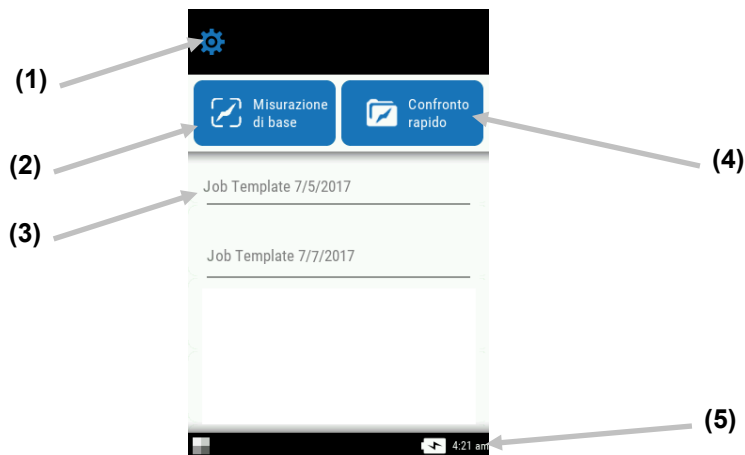 (1)
Misurazione
di base
Confronto
rapido
(2)
(4)
Job Template 7/5/2017
(3)
Job Template 7/7/2017
(5)
4:21 am